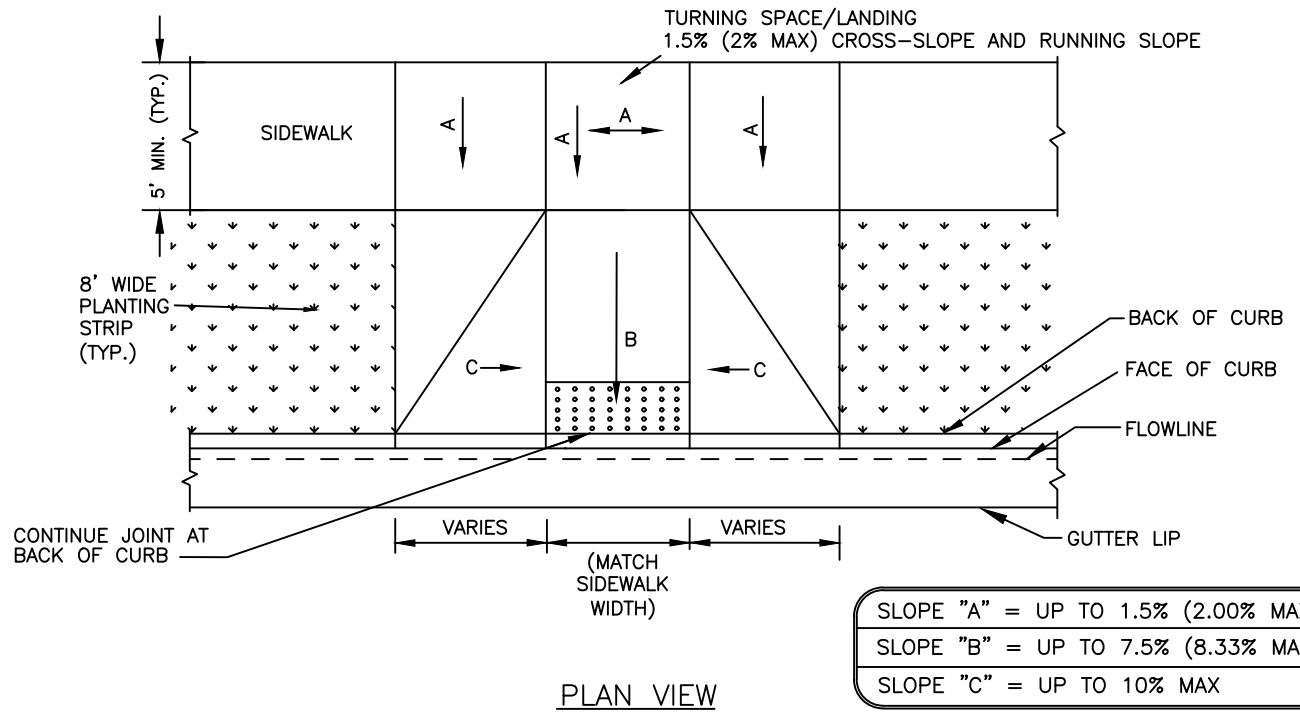 TURNING SPACE/LANDING
1.5% (2% MAX) CROSS-SLOPE AND RUNNING SLOPE
5' MIN. (TYP.)
SIDEWALK
A
A
A
A
8' WIDE
PLANTING
STRIP
(TYP.)
B
C
C
BACK OF CURB
FACE OF CURB
FLOWLINE
GUTTER LIP
CONTINUE JOINT AT
BACK OF CURB
VARIES
VARIES
(MATCH
SIDEWALK
WIDTH)
SLOPE "A" = UP TO 1.5% (2.00% MA
SLOPE "B" = UP TO 7.5% (8.33% MA
SLOPE "C" = UP TO 10% MAX
PLAN VIEW